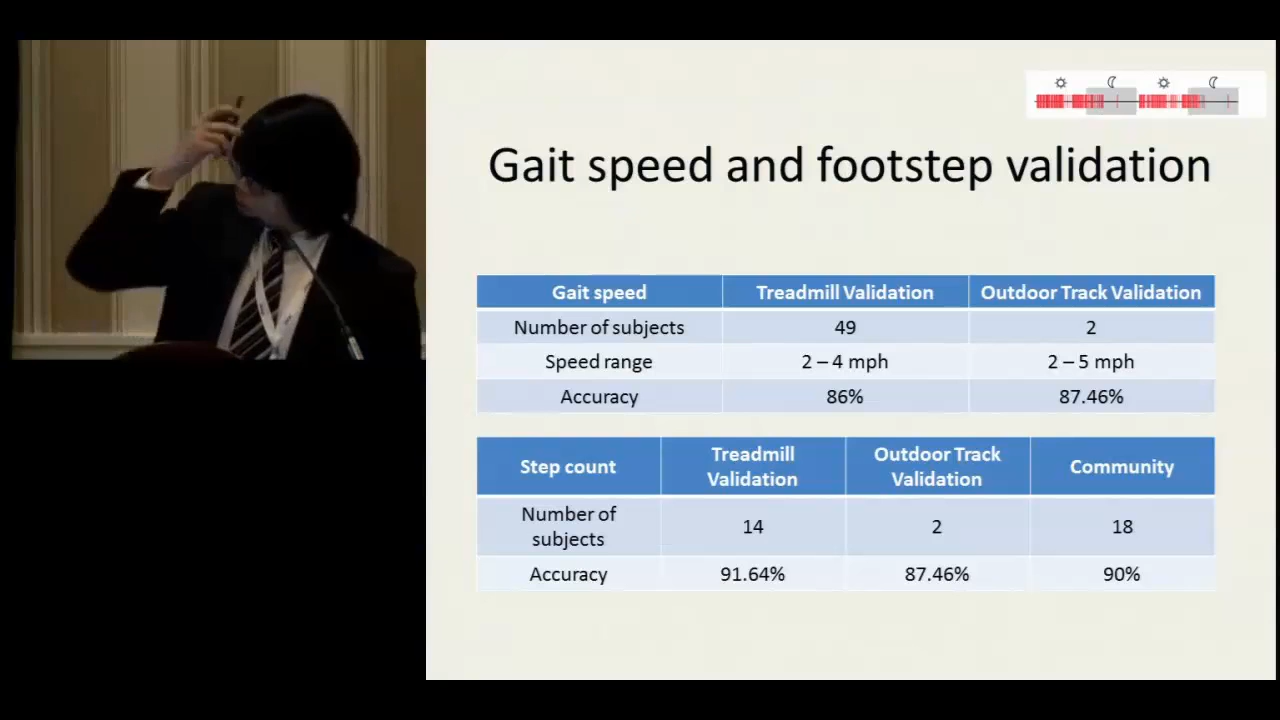 Gait speed and footstep validation
Gait speed Treadmill Validation Outdoor Track Validation
Number of subjects 49 2
Speed range 2 – 4 mph 2 – 5 mph
Accuracy 86% 87.46%
Step count Treadmill Validation Outdoor Track Validation Community
Number of subjects 14 2 18
Accuracy 91.64% 87.46% 90%